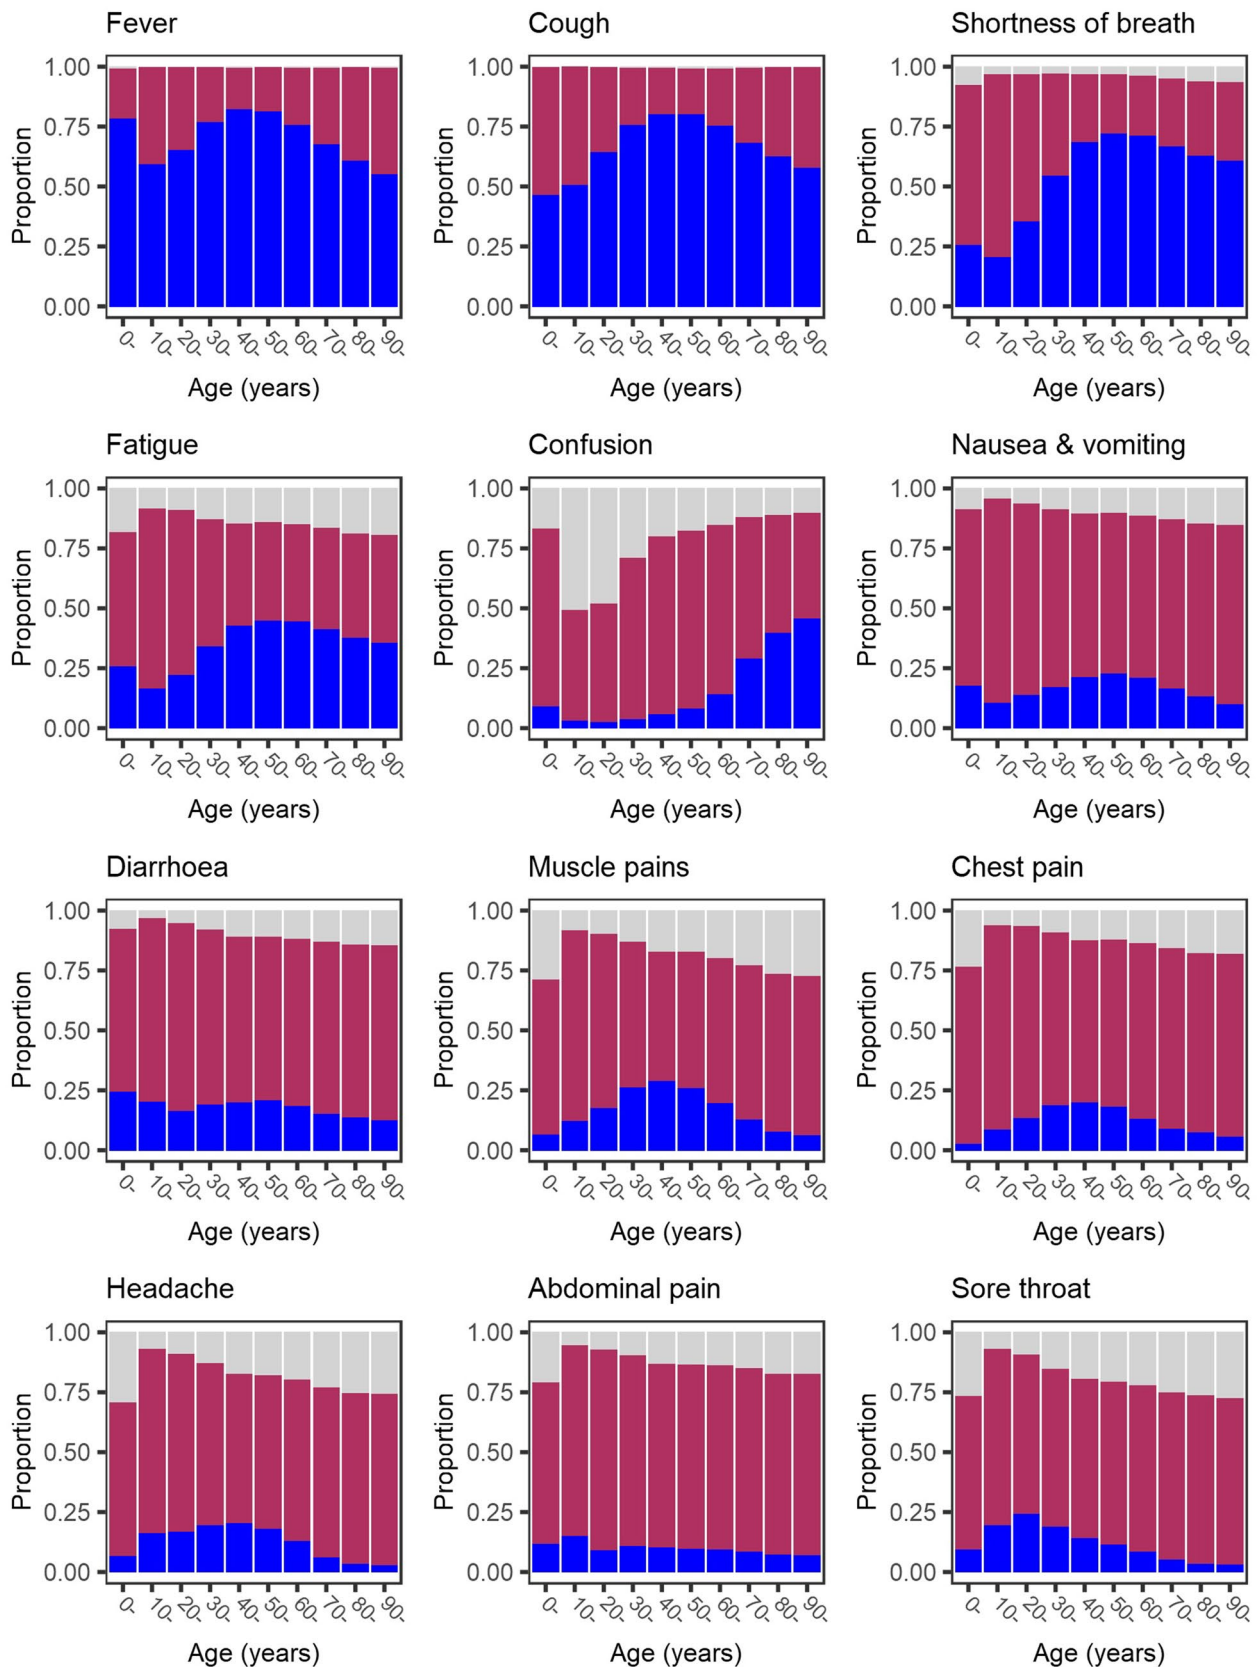 Fever
Cough
Shortness of breath
1.00
0.75
0.50
0.25
0.00
Proportion
0- 10- 20- 30- 40- 50- 60- 70- 80- 90-
Age (years)
1.00
0.75
0.50
0.25
0.00
Proportion
0- 10- 20- 30- 40- 50- 60- 70- 80- 90-
Age (years)
1.00
0.75
0.50
0.25
0.00
Proportion
0- 10- 20- 30- 40- 50- 60- 70- 80- 90-
Age (years)
Fatigue
Confusion
Nausea & vomiting
1.00
0.75
0.50
0.25
0.00
Proportion
0- 10- 20- 30- 40- 50- 60- 70- 80- 90-
Age (years)
1.00
0.75
0.50
0.25
0.00
Proportion
0- 10- 20- 30- 40- 50- 60- 70- 80- 90-
Age (years)
1.00
0.75
0.50
0.25
0.00
Proportion
0- 10- 20- 30- 40- 50- 60- 70- 80- 90-
Age (years)
Diarrhoea
Muscle pains
Chest pain
1.00
0.75
0.50
0.25
0.00
Proportion
0- 10- 20- 30- 40- 50- 60- 70- 80- 90-
Age (years)
1.00
0.75
0.50
0.25
0.00
Proportion
0- 10- 20- 30- 40- 50- 60- 70- 80- 90-
Age (years)
1.00
0.75
0.50
0.25
0.00
Proportion
0- 10- 20- 30- 40- 50- 60- 70- 80- 90-
Age (years)
Headache
Abdominal pain
Sore throat
1.00
0.75
0.50
0.25
0.00
Proportion
0- 10- 20- 30- 40- 50- 60- 70- 80- 90-
Age (years)
1.00
0.75
0.50
0.25
0.00
Proportion
0- 10- 20- 30- 40- 50- 60- 70- 80- 90-
Age (years)
1.00
0.75
0.50
0.25
0.00
Proportion
0- 10- 20- 30- 40- 50- 60- 70- 80- 90-
Age (years)